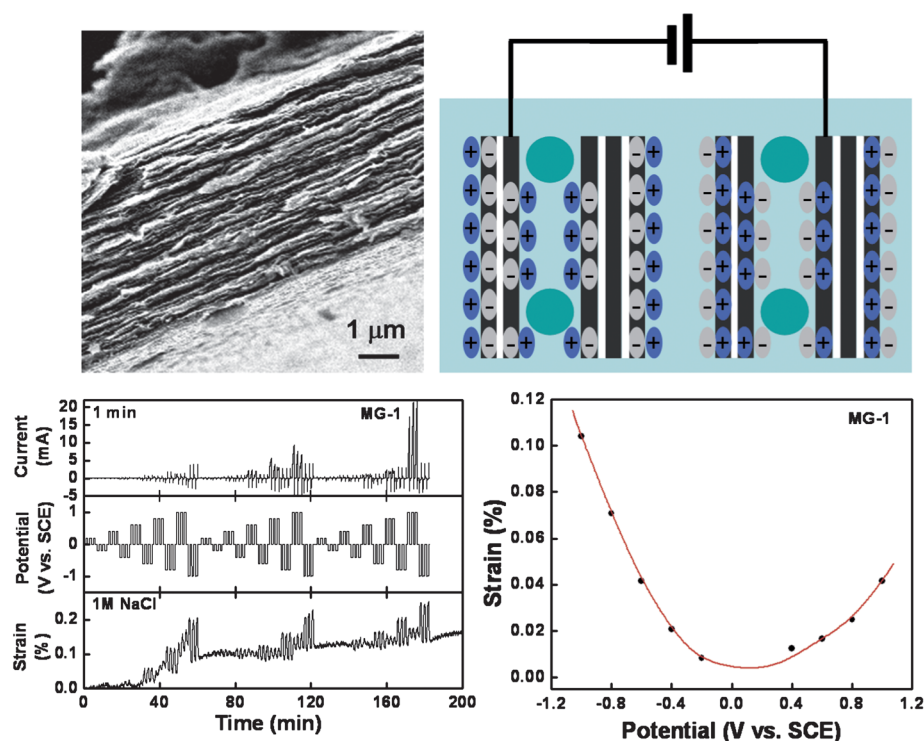 1 µm
+ - - + - + + -
+ - - + + - + - + + - - + + -
+ - - + + - - + - + + - - + + -
+ - - + + - - + - + + - - + + -
+ - - + - + - + + -
+ - - + + - - + - + + - - + + -
1 min
MG-1
Current
(mA)
20
15
10
5
0
-5
Potential
(V vs. SCE)
1
0
-1
1M NaCl
Strain
(%)
0.2
0.1
0.0
0 40 80 120 160 200
Time (min)
MG-1
Strain (%)
0.12
0.10
0.08
0.06
0.04
0.02
0.00
-1.2 -0.8 -0.4 0.0 0.4 0.8 1.2
Potential (V vs. SCE)